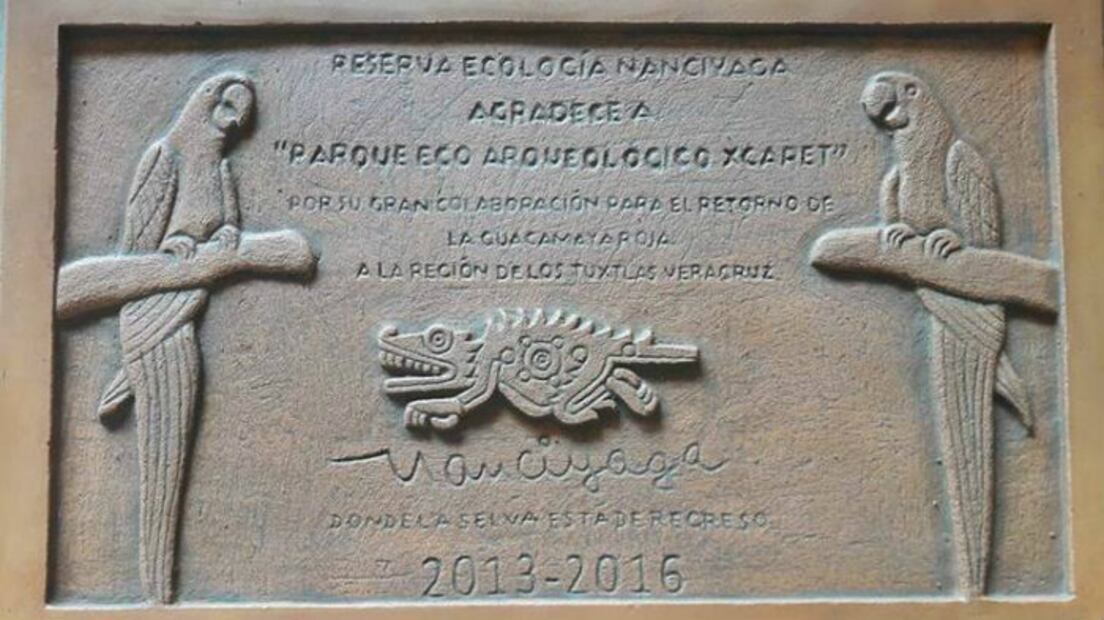 RESERVA ECOLOGÍA NANCIYAGA
AGRADECE A
"PARQUE ECO ARQUEOLÓGICO XCARET"
POR SU GRAN COLABORACIÓN PARA EL RETORNO DE
LA GUACAMAYA ROJA
A LA REGIÓN DE LOS TUXTLAS VERACRUZ
Nanciyaga
DONDE LA SELVA ESTA DE REGRESO
2013-2016